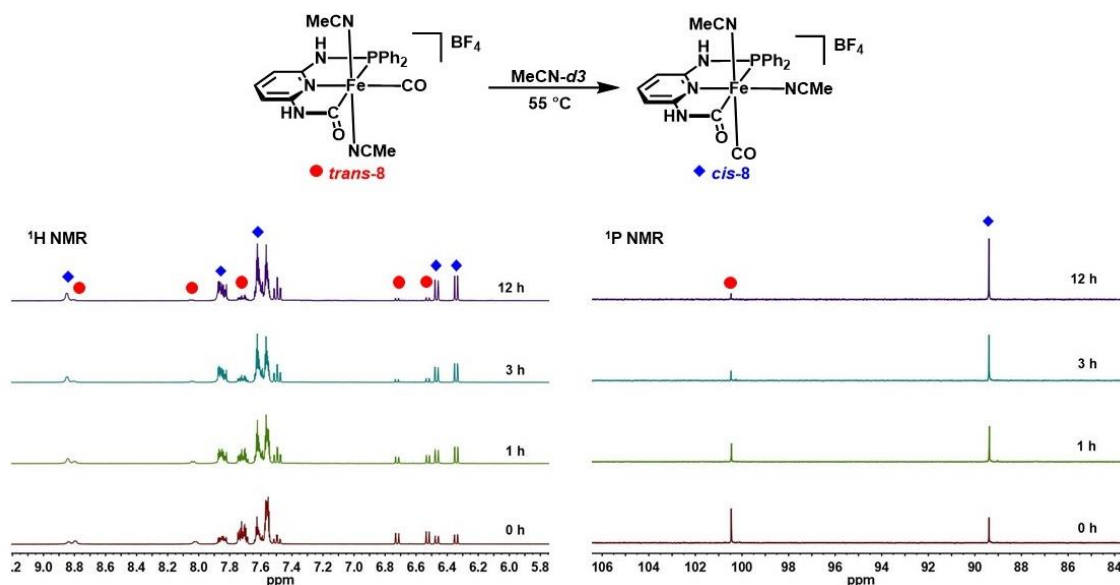 MeCN
H
N
PPh2
BF4
N
Fe
CO
HN
C
O
NCMe
trans-8
MeCN-d3
55 °C
MeCN
H
N
PPh2
BF4
N
Fe
NCMe
HN
C
O
CO
cis-8
1H NMR
12 h
3 h
1 h
0 h
.2 9.0 8.8 8.6 8.4 8.2 8.0 7.8 7.6 7.4 7.2 7.0 6.8 6.6 6.4 6.2 6.0 5.8
ppm
1P NMR
12 h
3 h
1 h
0 h
106 104 102 100 98 96 94 92 90 88 86 84
ppm